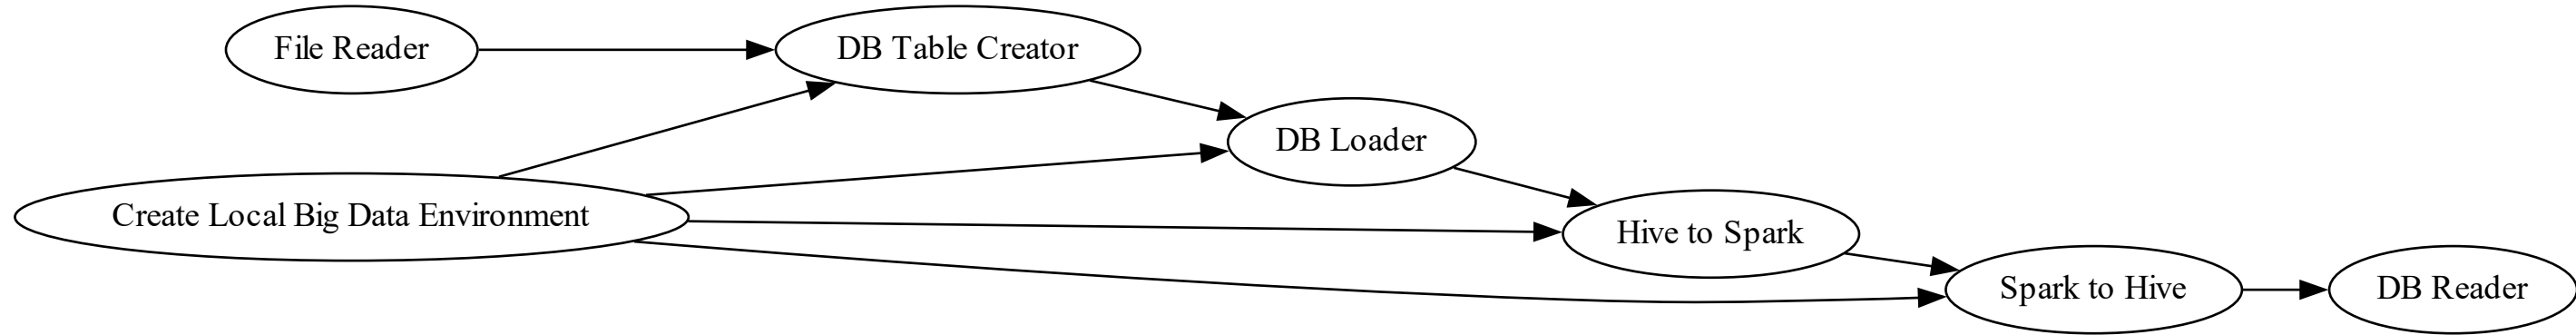 File Reader
DB Table Creator
DB Loader
Create Local Big Data Environment
Hive to Spark
Spark to Hive
DB Reader